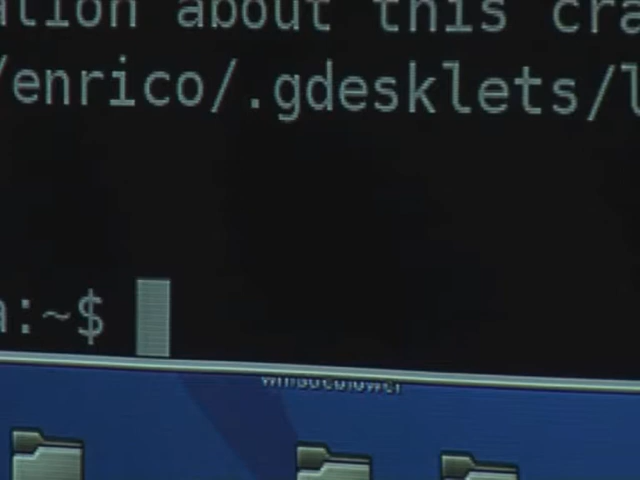 ation about this cra
/enrico/.gdesklets/l
a:~$